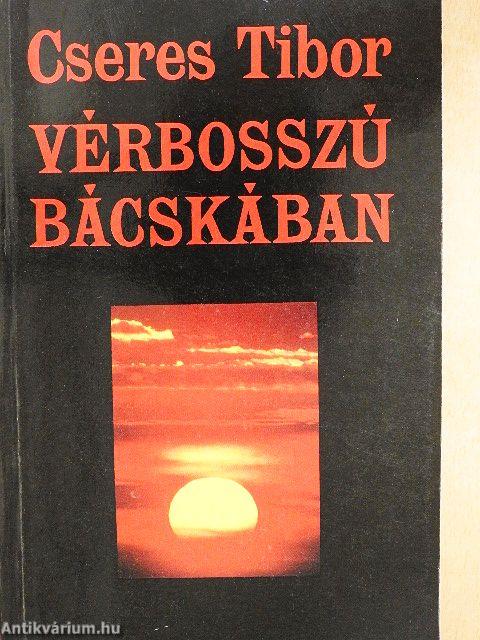 Cseres Tibor
VÉRBOSSZÚ
BÁCSKÁBAN
Antikvárium.hu